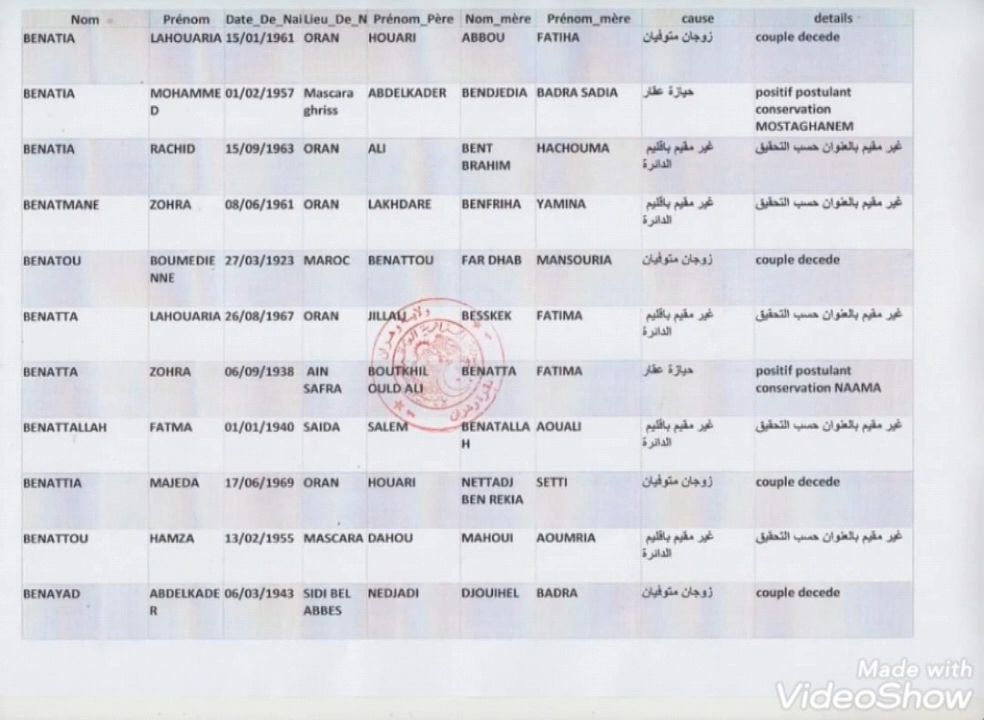 Nom Prénom Date_De_Nai Lieu_De_N Prénom_Père Nom_mère Prénom_mère cause details
BENATIA LAHOUARIA 15/01/1961 ORAN HOUARI ABBOU FATIHA زوجان متوفيان couple decede
BENATIA MOHAMME 01/02/1957 Mascara ABDELKADER BENDJEDIA BADRA SADIA حيازة عقار positif postulant
D ghriss conservation
MOSTAGHANEM
BENATIA RACHID 15/09/1963 ORAN ALI BENT HACHOUMA غير مقيم باقليم غير مقيم بالعنوان حسب التحقيق
BRAHIM الدائرة
BENATMANE ZOHRA 08/06/1961 ORAN LAKHDARE BENFRIHA YAMINA غير مقيم باقليم غير مقيم بالعنوان حسب التحقيق
الدائرة
BENATOU BOUMEDIE 27/03/1923 MAROC BENATTOU FAR DHAB MANSOURIA زوجان متوفيان couple decede
NNE
BENATTA LAHOUARIA 26/08/1967 ORAN JILLALI BESSKEK FATIMA غير مقيم باقليم غير مقيم بالعنوان حسب التحقيق
الدائرة
BENATTA ZOHRA 06/09/1938 AIN BOUTKHIL BENATTA FATIMA حيازة عقار positif postulant
SAFRA OULD ALI conservation NAAMA
BENATTALLAH FATMA 01/01/1940 SAIDA SALEM BENATALLA AOUALI غير مقيم باقليم غير مقيم بالعنوان حسب التحقيق
H الدائرة
BENATTIA MAJEDA 17/06/1969 ORAN HOUARI NETTADJ SETTI زوجان متوفيان couple decede
BEN REKIA
BENATTOU HAMZA 13/02/1955 MASCARA DAHOU MAHOUI AOUMRIA غير مقيم باقليم غير مقيم بالعنوان حسب التحقيق
الدائرة
BENAYAD ABDELKADE 06/03/1943 SIDI BEL NEDJADI DJOUIHEL BADRA زوجان متوفيان couple decede
R ABBES
ولاية وهران
Made with
VideoShow